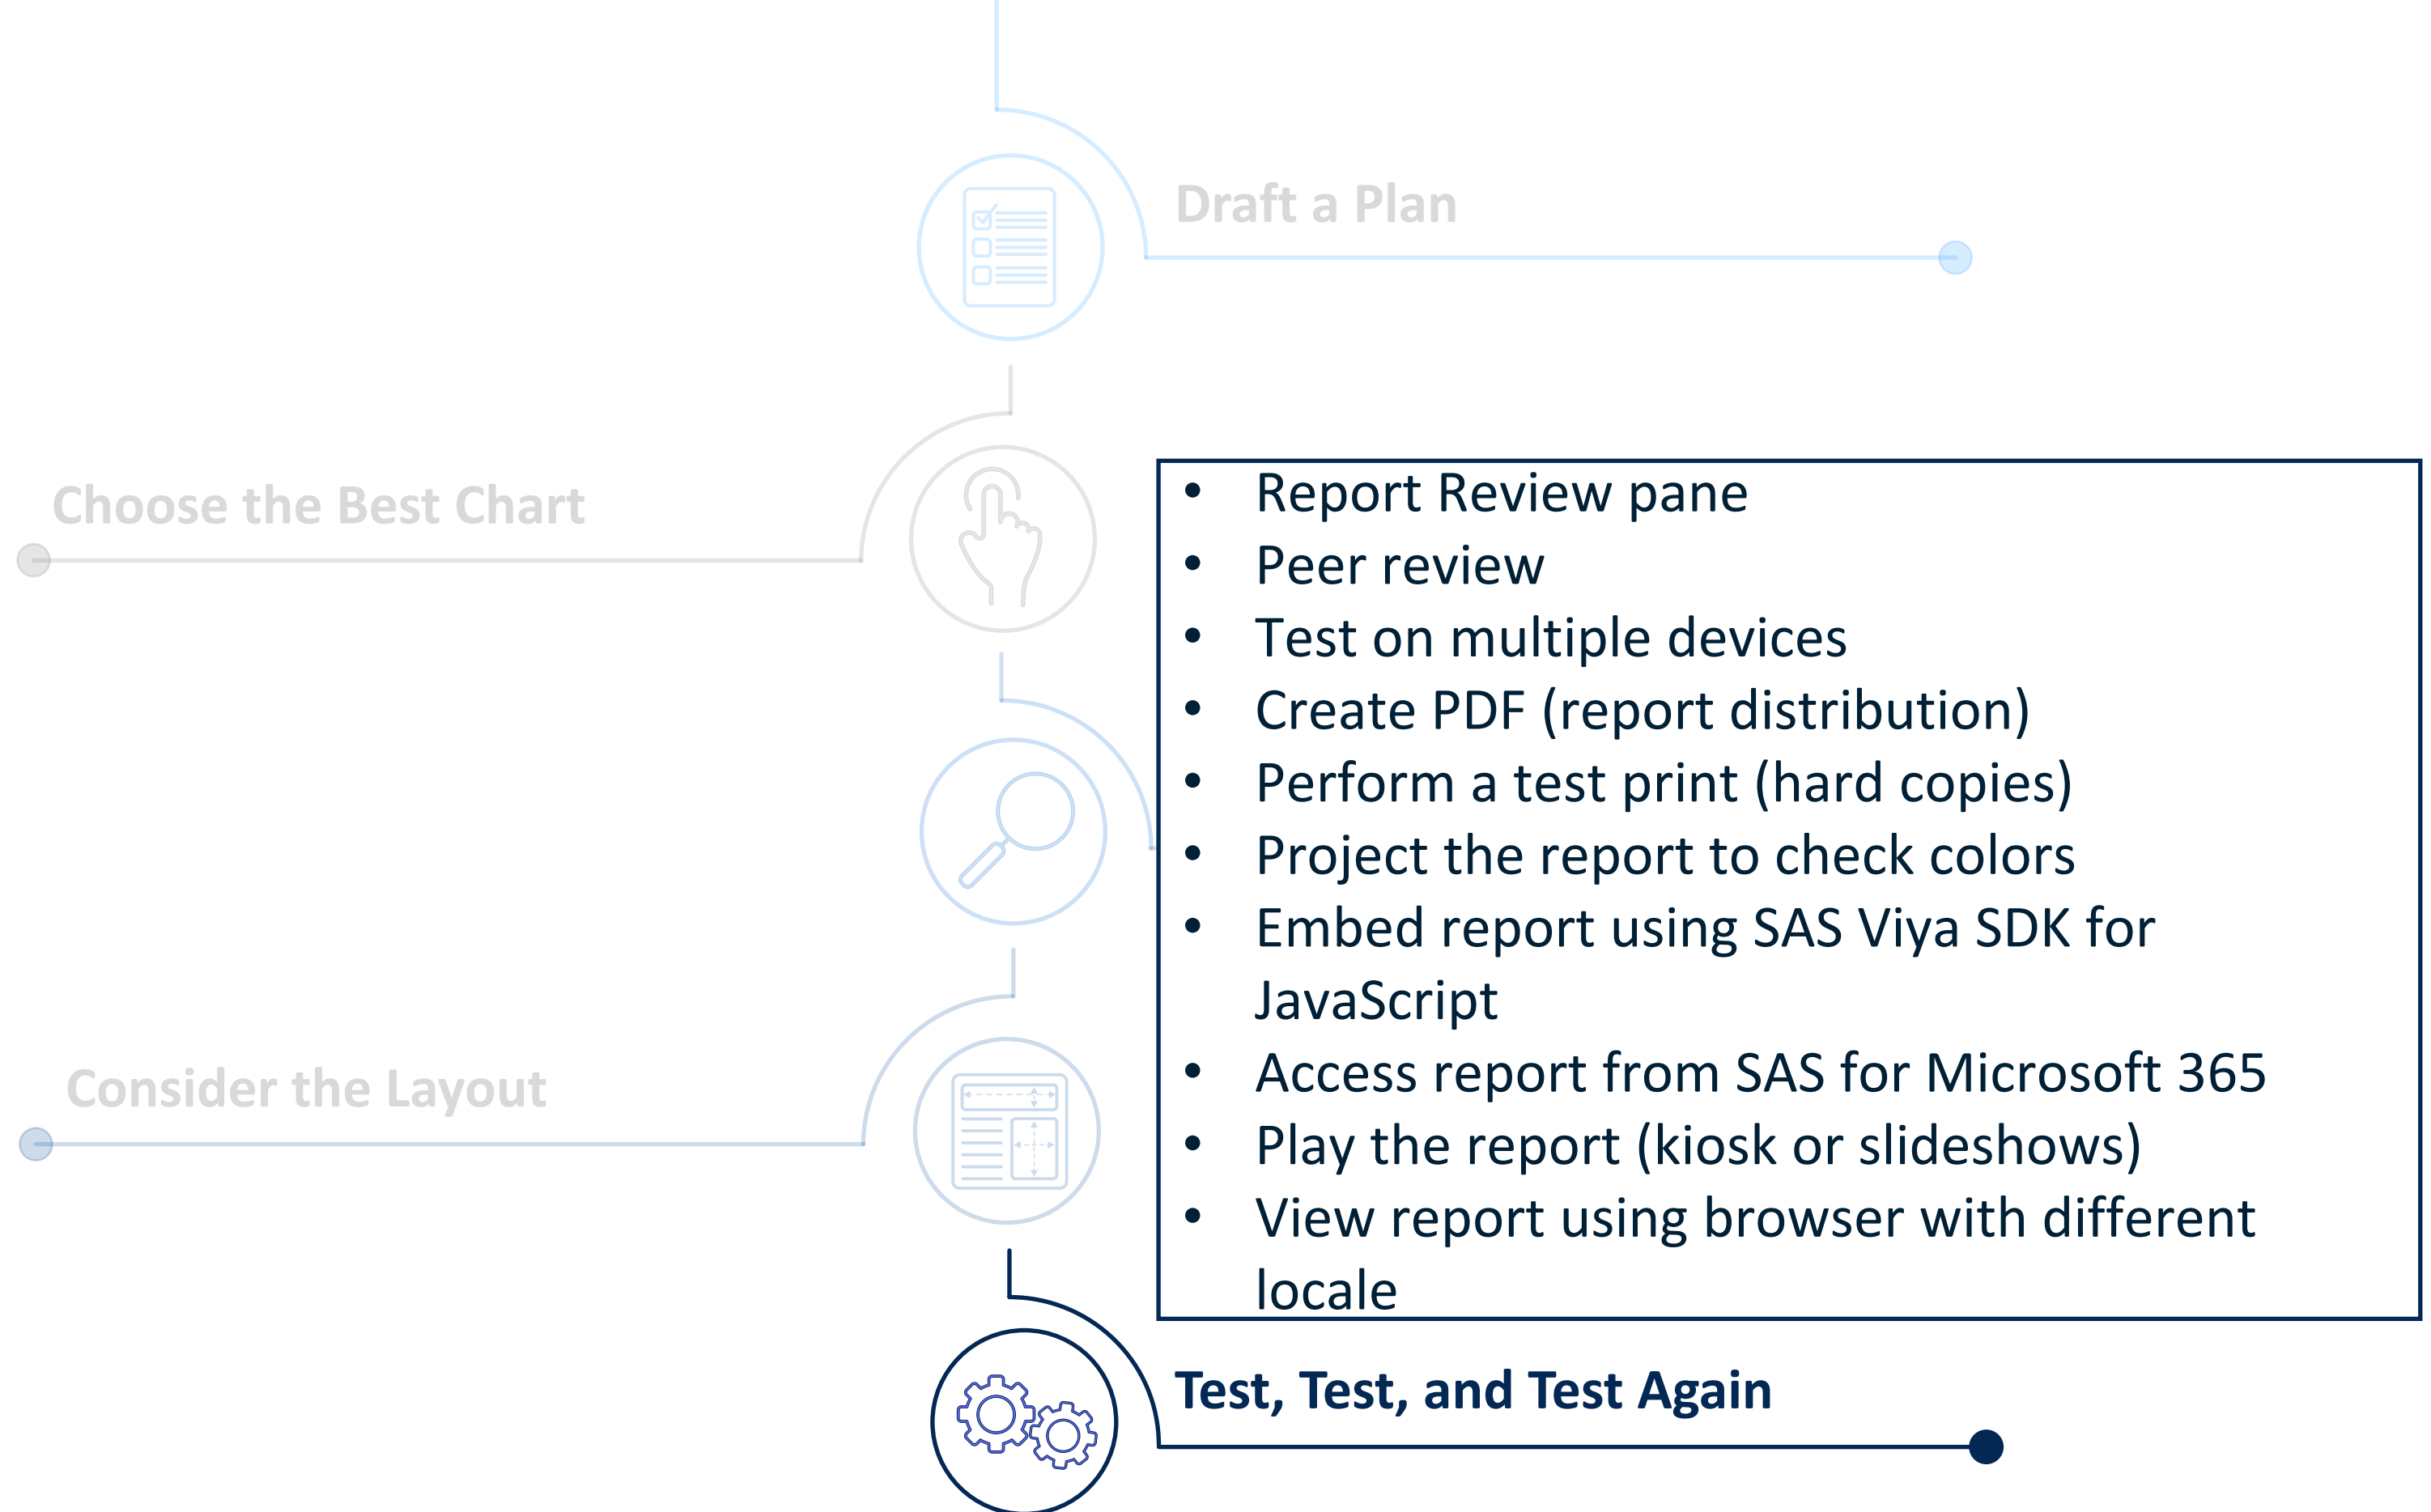 Draft a Plan
Choose the Best Chart
• Report Review pane
• Peer review
• Test on multiple devices
• Create PDF (report distribution)
• Perform a test print (hard copies)
• Project the report to check colors
• Embed report using SAS Viya SDK for
JavaScript
• Access report from SAS for Microsoft 365
• Play the report (kiosk or slideshows)
• View report using browser with different
locale
Consider the Layout
Test, Test, and Test Again